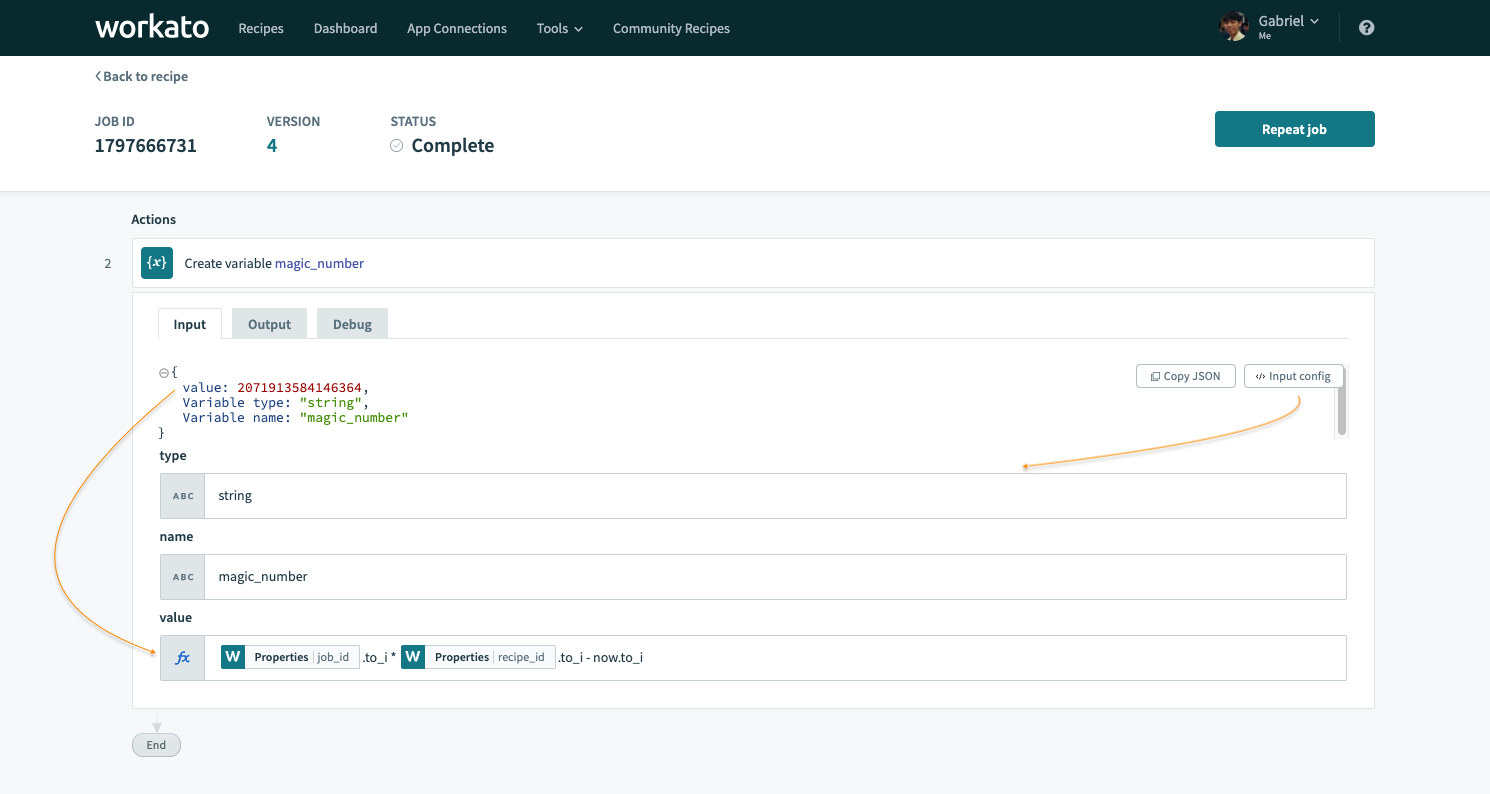 workato Recipes Dashboard App Connections Tools Community Recipes Gabriel
Me
Back to recipe
JOB ID VERSION STATUS
1797666731 4 Complete
Repeat job
Actions
2 {x} Create variable magic_number
Input Output Debug
{
value: 2071913584146364,
Variable type: "string",
Variable name: "magic_number"
}
Copy JSON </> Input config
type
ABC string
name
ABC magic_number
value
fx W Properties job_id .to_i * W Properties recipe_id .to_i - now.to_i
End